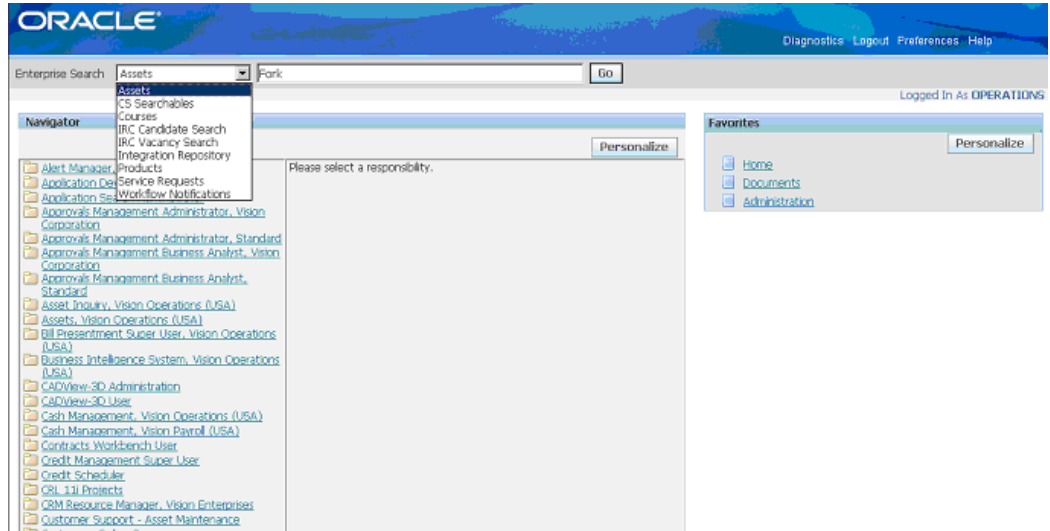 ORACLE
Diagnostics Logout Preferences Help
Enterprise Search Assets Fork Go
Assets
CS Searchables
Courses
IRC Candidate Search
IRC Vacancy Search
Integration Repository
Products
Service Requests
Workflow Notifications
Logged In As OPERATIONS
Navigator
Personalize
Please select a responsibility.
Alert Manager,
Application De
Application Sea
Approvals Management Administrator, Vision
Corporation
Approvals Management Administrator, Standard
Approvals Management Business Analyst, Vision
Corporation
Approvals Management Business Analyst,
Standard
Asset Inquiry, Vision Operations (USA)
Assets, Vision Operations (USA)
Bill Presentment Super User, Vision Operations
(USA)
Business Intelligence System, Vision Operations
(USA)
CADView-3D Administration
CADView-3D User
Cash Management, Vision Operations (USA)
Cash Management, Vision Payroll (USA)
Contracts Workbench User
Credit Management Super User
Credit Scheduler
CRL 11i Projects
CRM Resource Manager, Vision Enterprises
Customer Support - Asset Maintenance
Favorites
Personalize
Home
Documents
Administration